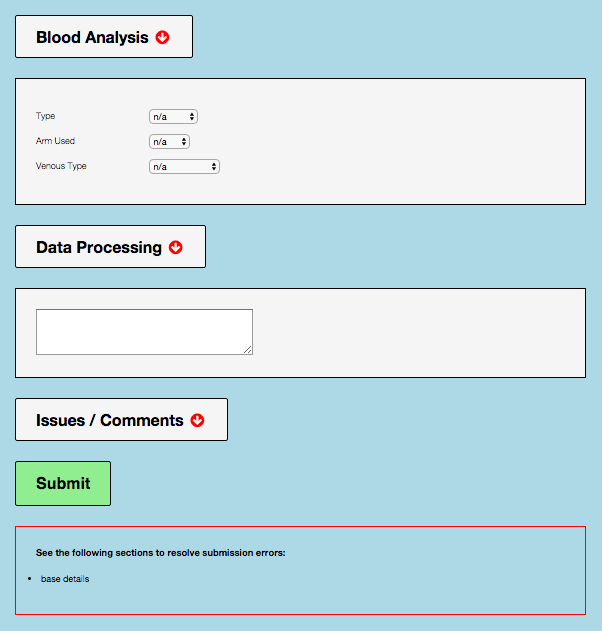 Blood Analysis
Type n/a
Arm Used n/a
Venous Type n/a
Data Processing
Issues / Comments
Submit
See the following sections to resolve submission errors:
• base details